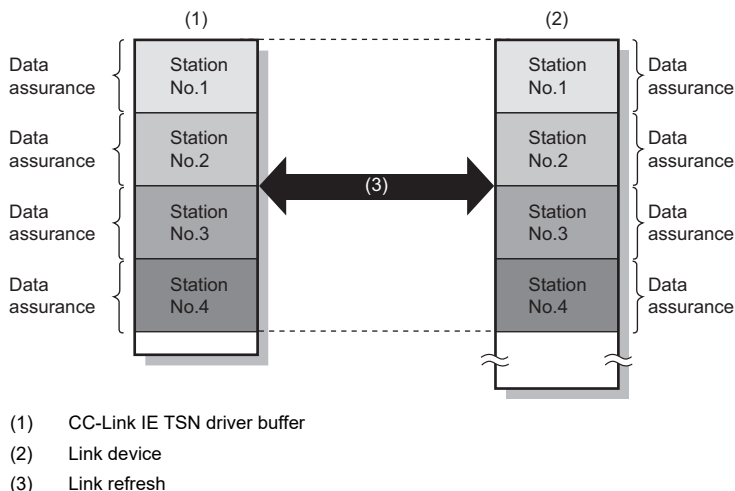 (1)
(2)
Data
assurance
Station
No.1
Station
No.1
Data
assurance
Data
assurance
Station
No.2
Station
No.2
Data
assurance
(3)
Data
assurance
Station
No.3
Station
No.3
Data
assurance
Data
assurance
Station
No.4
Station
No.4
Data
assurance
(1) CC-Link IE TSN driver buffer
(2) Link device
(3) Link refresh